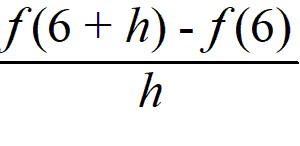 f(6 + h) - f(6)
h